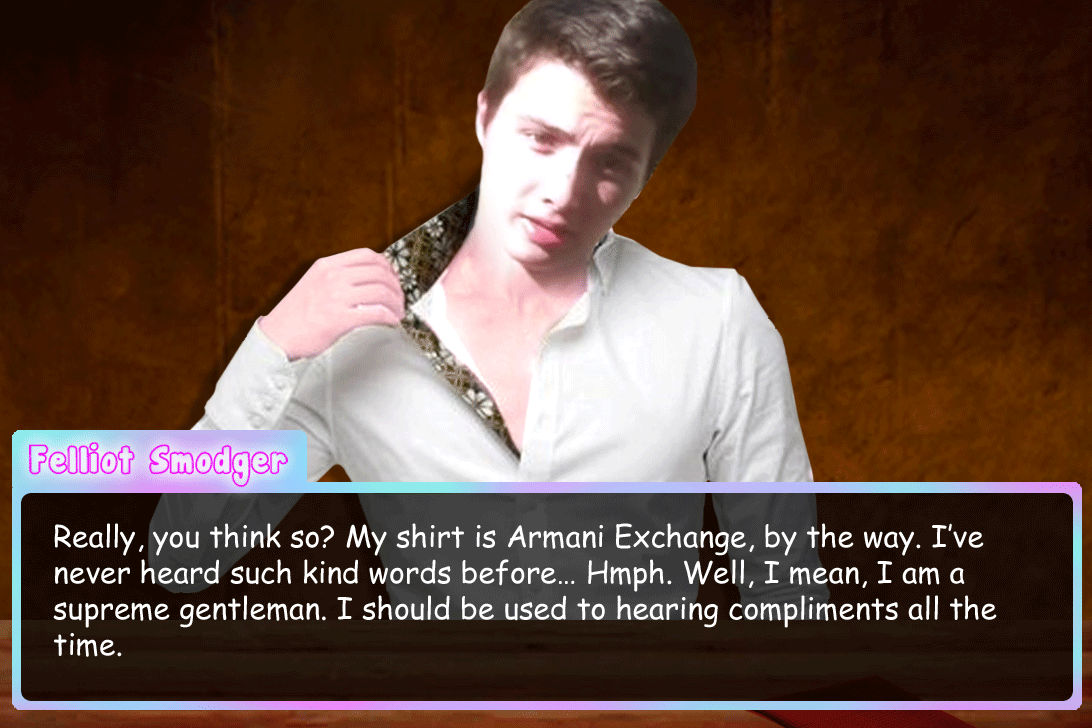 Felliot Smodger
Really, you think so? My shirt is Armani Exchange, by the way. I've
never heard such kind words before... Hmph. Well, I mean, I am a
supreme gentleman. I should be used to hearing compliments all the
time.